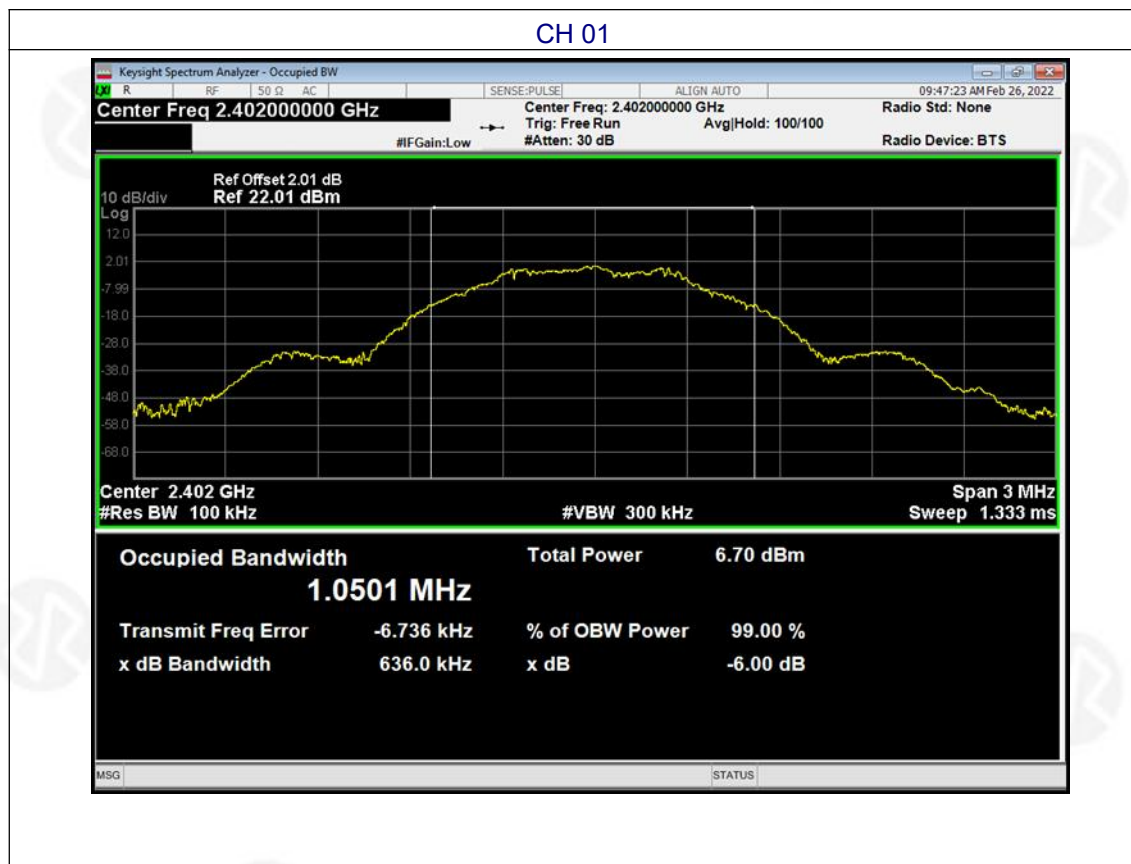 CH 01
Keysight Spectrum Analyzer - Occupied BW
LXI R RF 50 Ω AC SENSE:PULSE ALIGN AUTO 09:47:23 AM Feb 26, 2022
Center Freq 2.402000000 GHz Center Freq: 2.402000000 GHz Radio Std: None
Trig: Free Run Avg|Hold: 100/100
#IFGain:Low #Atten: 30 dB Radio Device: BTS
Ref Offset 2.01 dB
10 dB/div Ref 22.01 dBm
Log
12.0
2.01
-7.99
-18.0
-28.0
-38.0
-48.0
-58.0
-68.0
Center 2.402 GHz Span 3 MHz
#Res BW 100 kHz #VBW 300 kHz Sweep 1.333 ms
Occupied Bandwidth Total Power 6.70 dBm
1.0501 MHz
Transmit Freq Error -6.736 kHz % of OBW Power 99.00 %
x dB Bandwidth 636.0 kHz x dB -6.00 dB
MSG STATUS